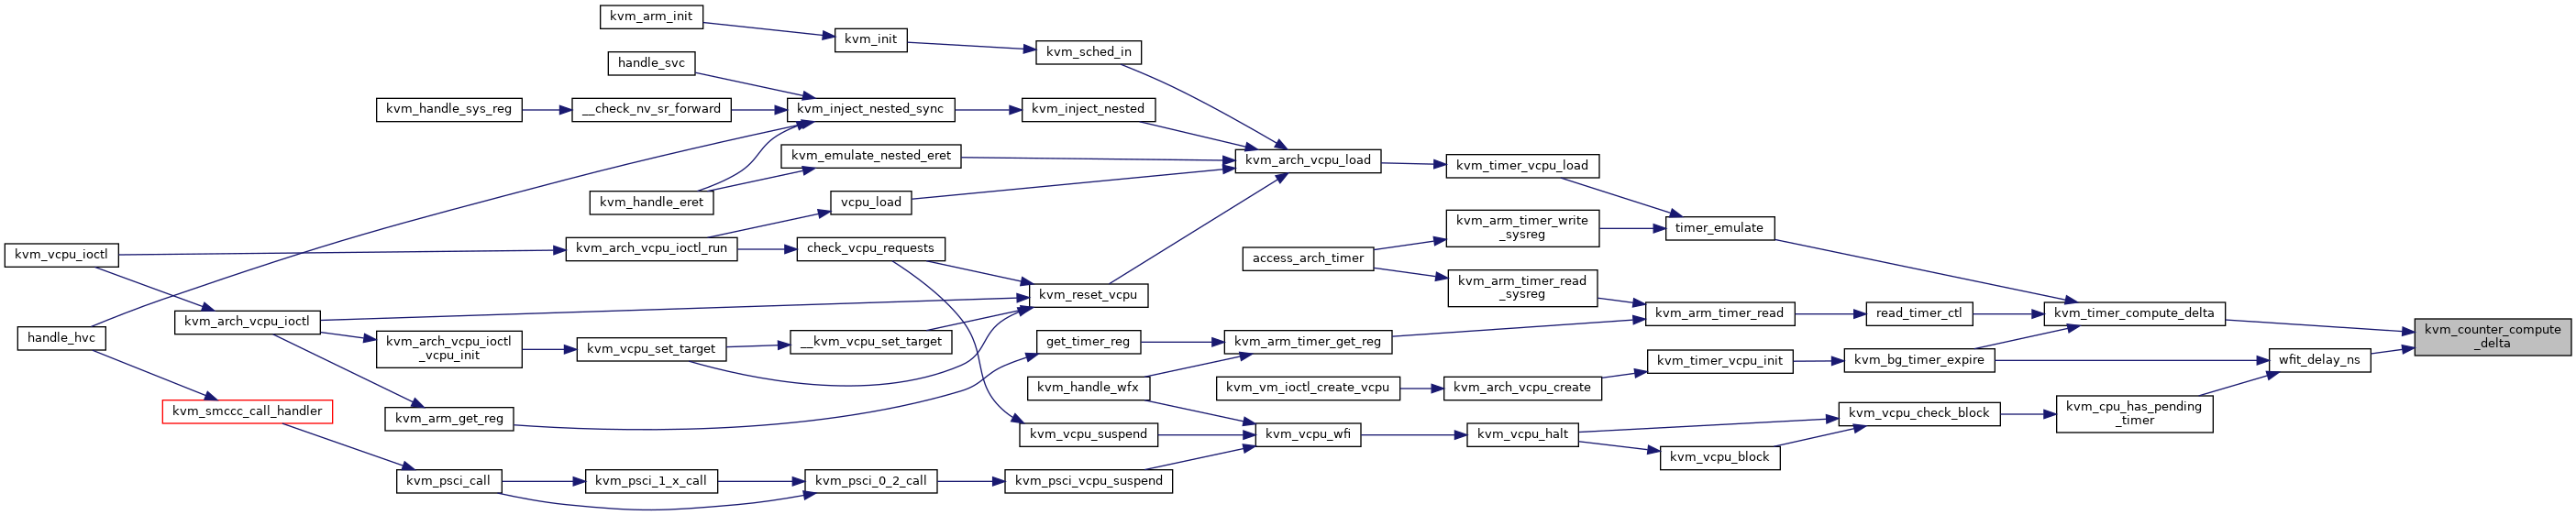 kvm_arm_init
kvm_init
kvm_sched_in
handle_svc
kvm_handle_sys_reg
__check_nv_sr_forward
kvm_inject_nested_sync
kvm_inject_nested
kvm_emulate_nested_eret
kvm_arch_vcpu_load
kvm_timer_vcpu_load
kvm_handle_eret
vcpu_load
kvm_arm_timer_write
_sysreg
timer_emulate
kvm_vcpu_ioctl
kvm_arch_vcpu_ioctl_run
check_vcpu_requests
access_arch_timer
kvm_arm_timer_read
_sysreg
kvm_reset_vcpu
kvm_arch_vcpu_ioctl
kvm_arm_timer_read
read_timer_ctl
kvm_timer_compute_delta
kvm_counter_compute
_delta
handle_hvc
kvm_arch_vcpu_ioctl
_vcpu_init
kvm_vcpu_set_target
__kvm_vcpu_set_target
get_timer_reg
kvm_arm_timer_get_reg
kvm_timer_vcpu_init
kvm_bg_timer_expire
wfit_delay_ns
kvm_handle_wfx
kvm_vm_ioctl_create_vcpu
kvm_arch_vcpu_create
kvm_smccc_call_handler
kvm_arm_get_reg
kvm_vcpu_check_block
kvm_cpu_has_pending
_timer
kvm_vcpu_suspend
kvm_vcpu_wfi
kvm_vcpu_halt
kvm_vcpu_block
kvm_psci_call
kvm_psci_1_x_call
kvm_psci_0_2_call
kvm_psci_vcpu_suspend